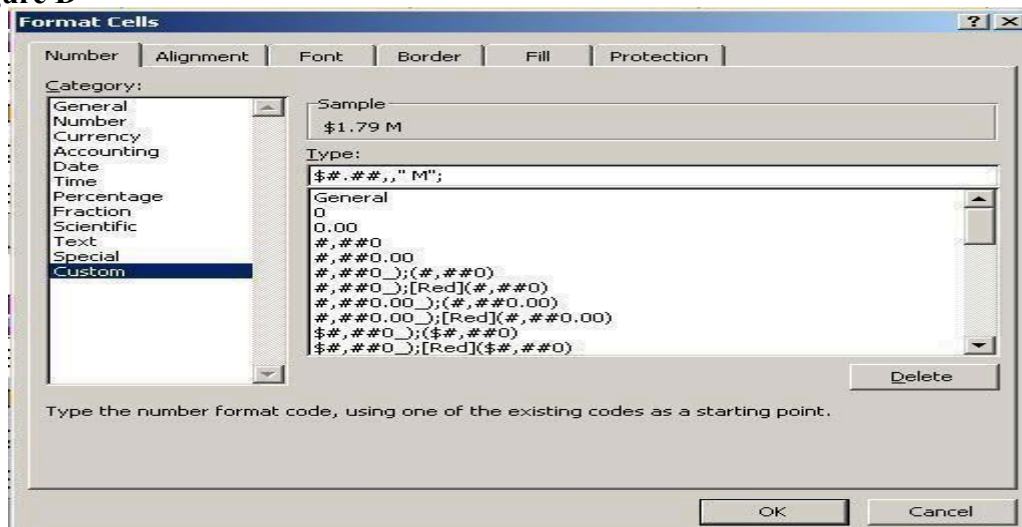 Format Cells
Number Alignment Font Border Fill Protection
Category:
General
Number
Currency
Accounting
Date
Time
Percentage
Fraction
Scientific
Text
Special
Custom
Sample
$1.79 M
Type:
$#.##,," M";
General
0
0.00
#,##0
#,##0.00
#,##0_);(#,##0)
#,##0_);[Red](#,##0)
#,##0.00_);(#,##0.00)
#,##0.00_);[Red](#,##0.00)
$#,##0_);($#,##0)
$#,##0_);[Red]($#,##0)
Delete
Type the number format code, using one of the existing codes as a starting point.
OK Cancel